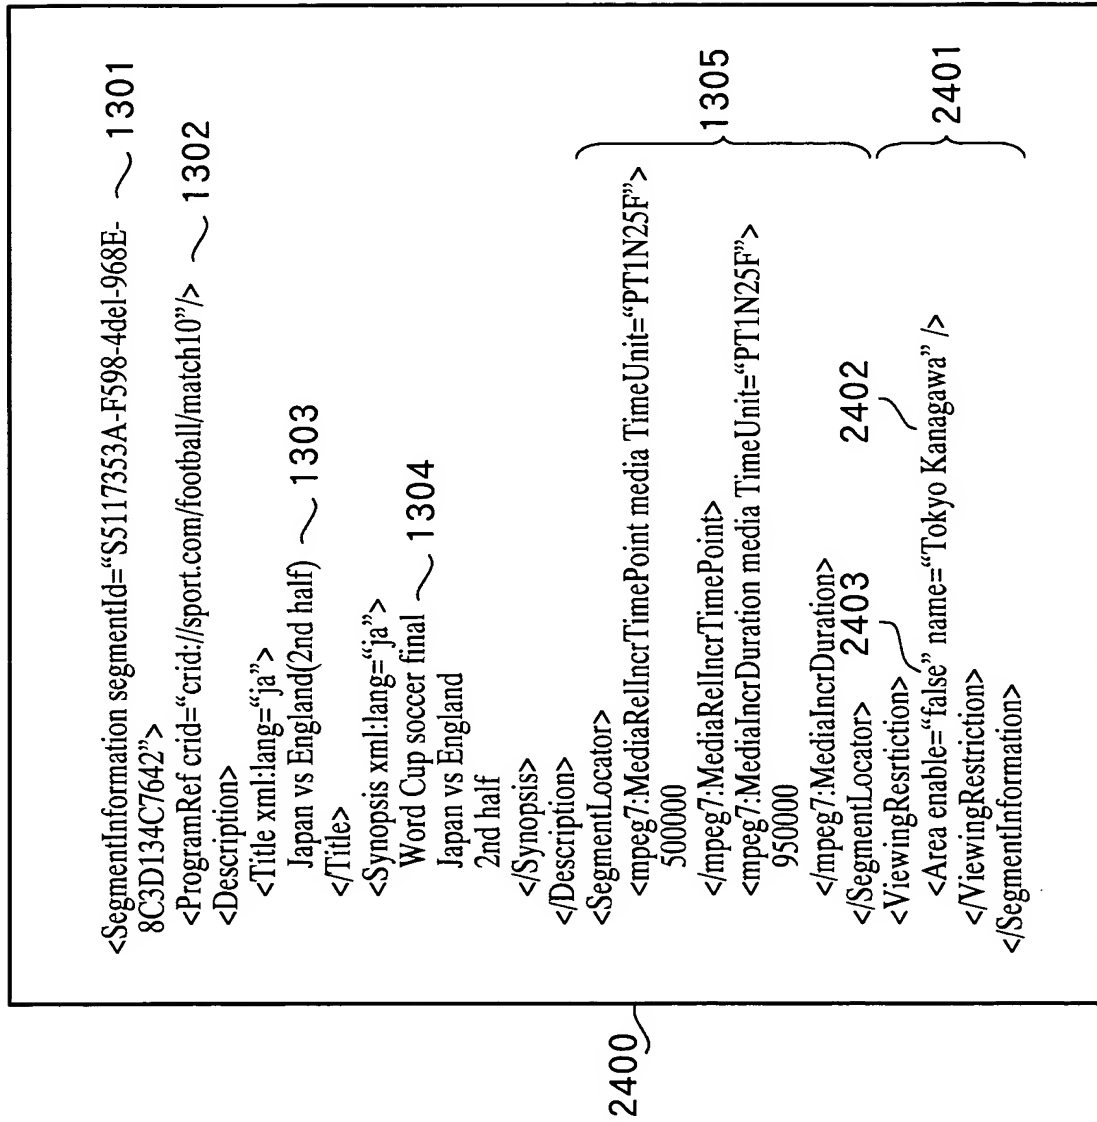 <SegmentInformation segmentId=“S5117353A-F598-4del-968E- 1301
8C3D134C7642”>
<ProgramRef crid=“crid://sport.com/football/match10”/> 1302
<Description>
<Title xml:lang=“ja”>
Japan vs England(2nd half) 1303
</Title>
<Synopsis xml:lang=“ja”>
Word Cup soccer final 1304
Japan vs England
2nd half
</Synopsis>
</Description>
<SegmentLocator>
<mpeg7:MediaRelIncrTimePoint media TimeUnit=“PT1N25F”>
500000
</mpeg7:MediaRelIncrTimePoint>
1305
<mpeg7:MediaIncrDuration media TimeUnit=“PT1N25F”>
950000
</mpeg7:MediaIncrDuration>
</SegmentLocator> 2403 2402
<ViewingResrtiction>
<Area enable=“false” name=“Tokyo Kanagawa” />
2401
</ViewingRestriction>
</SegmentInformation>
2400